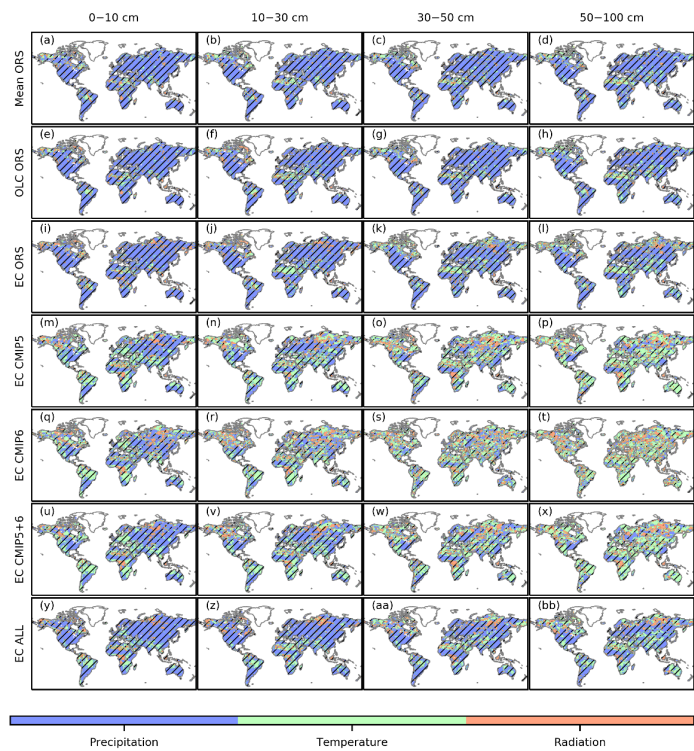 0−10 cm 10−30 cm 30−50 cm 50−100 cm
Mean ORS (a) (b) (c) (d)
OLC ORS (e) (f) (g) (h)
EC ORS (i) (j) (k) (l)
EC CMIP5 (m) (n) (o) (p)
EC CMIP6 (q) (r) (s) (t)
EC CMIP5+6 (u) (v) (w) (x)
EC ALL (y) (z) (aa) (bb)
Precipitation Temperature Radiation